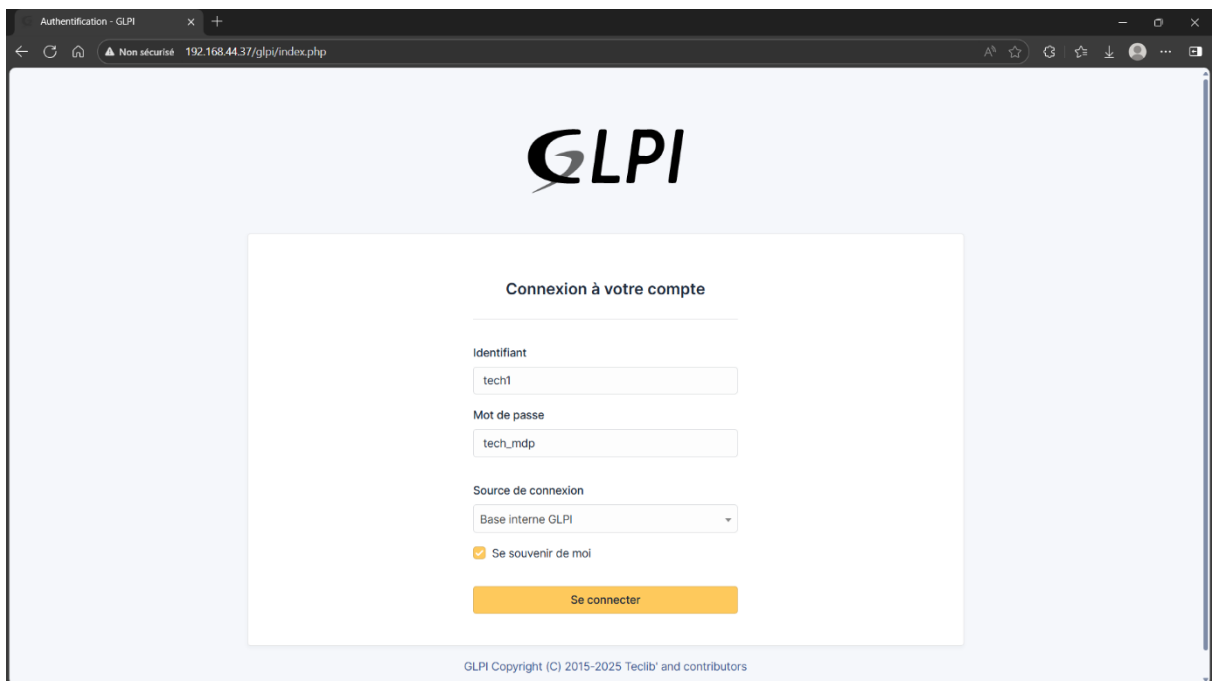 Authentification - GLPI
Non sécurisé 192.168.44.37/glpi/index.php
GLPI
Connexion à votre compte
Identifiant
tech1
Mot de passe
tech_mdp
Source de connexion
Base interne GLPI
Se souvenir de moi
Se connecter
GLPI Copyright (C) 2015-2025 Teclib' and contributors